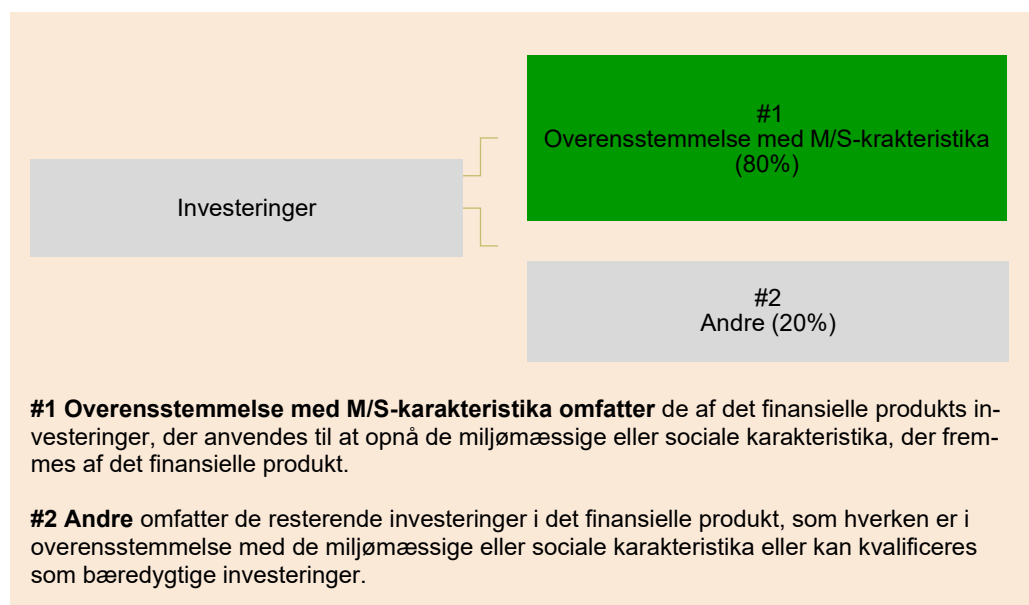 #1
Overensstemmelse med M/S-krakteristika
(80%)
Investeringer
#2
Andre (20%)
#1 Overensstemmelse med M/S-karakteristika omfatter de af det finansielle produkts in-
vesteringer, der anvendes til at opnå de miljømæssige eller sociale karakteristika, der frem-
mes af det finansielle produkt.
#2 Andre omfatter de resterende investeringer i det finansielle produkt, som hverken er i
overensstemmelse med de miljømæssige eller sociale karakteristika eller kan kvalificeres
som bæredygtige investeringer.